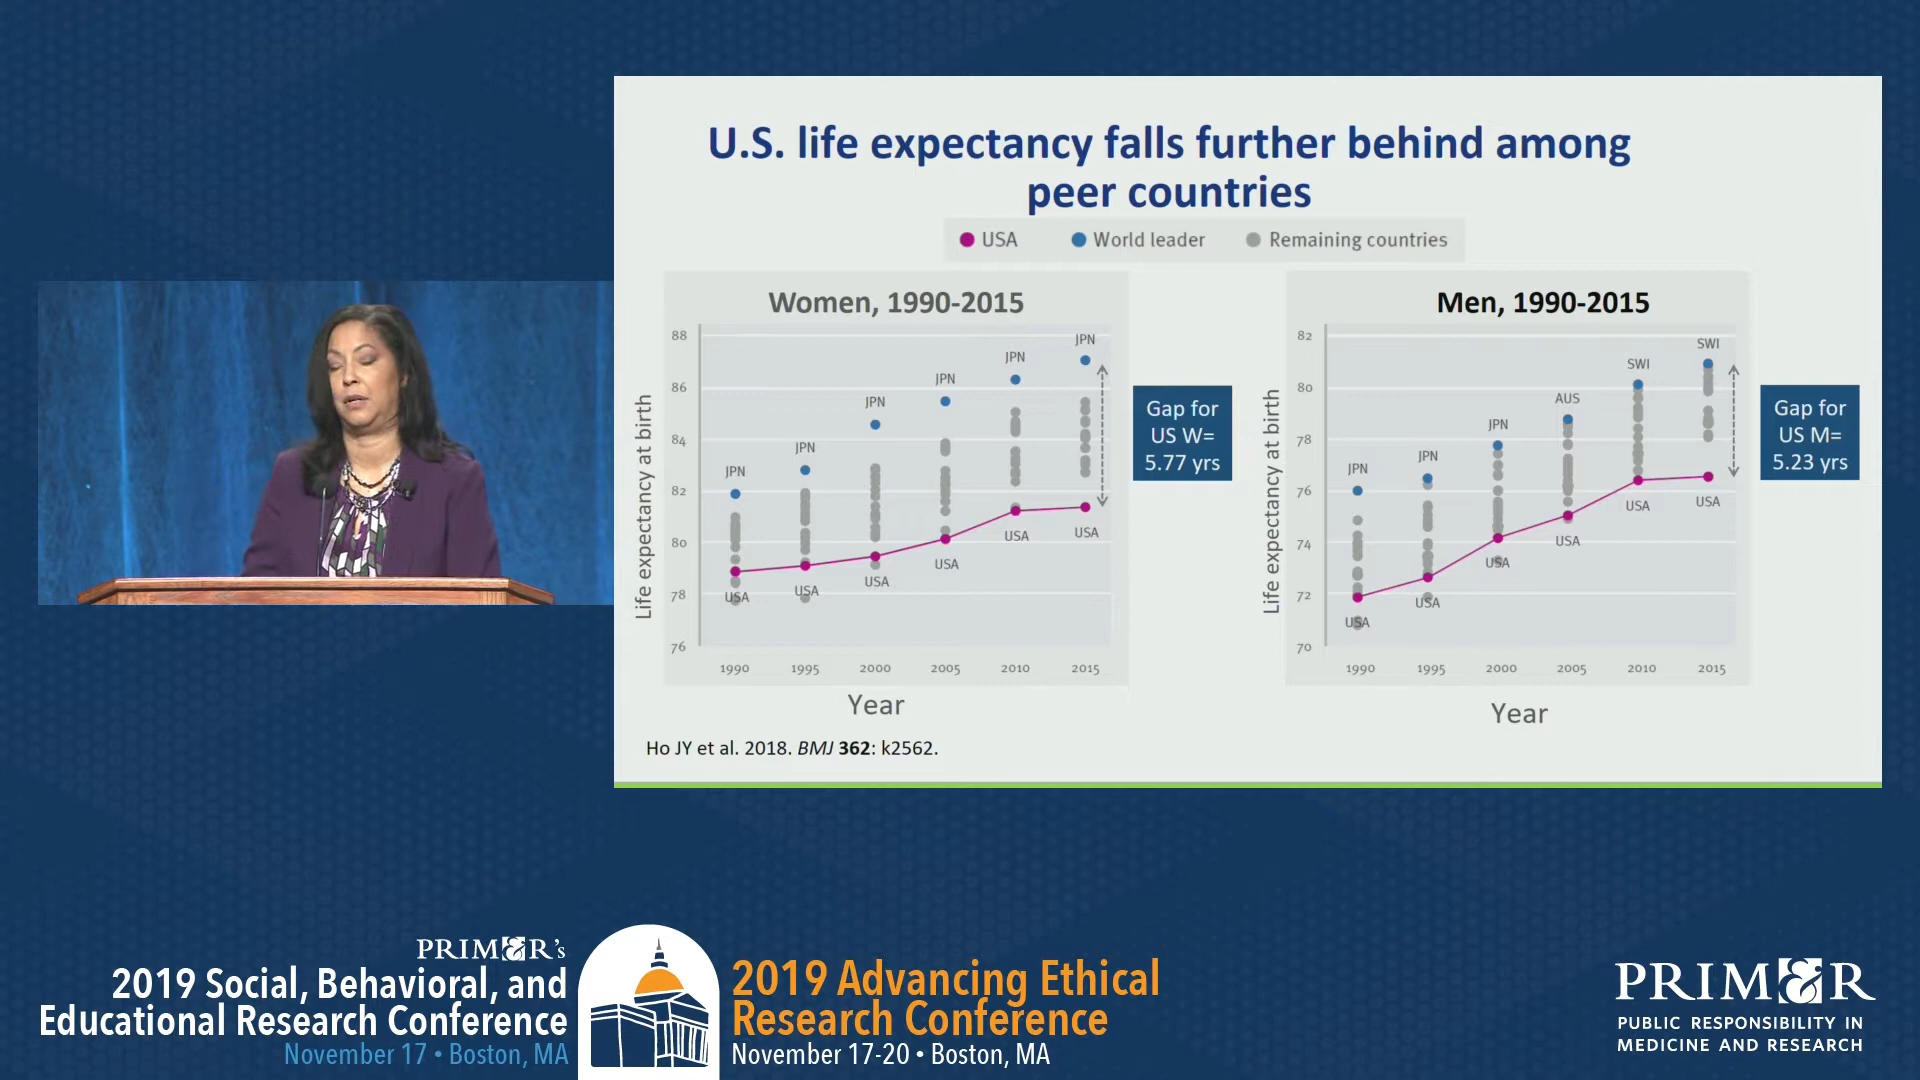 U.S. life expectancy falls further behind among
peer countries
USA
World leader
Remaining countries
Women, 1990-2015
Life expectancy at birth
88
86
84
82
80
78
76
JPN
JPN
JPN
JPN
JPN
JPN
USA
USA
USA
USA
USA
USA
1990
1995
2000
2005
2010
2015
Year
Gap for
US W=
5.77 yrs
Men, 1990-2015
Life expectancy at birth
82
80
78
76
74
72
70
JPN
JPN
JPN
AUS
SWI
SWI
USA
USA
USA
USA
USA
USA
1990
1995
2000
2005
2010
2015
Year
Gap for
US M=
5.23 yrs
Ho JY et al. 2018. BMJ 362: k2562.
PRIM&R's
2019 Social, Behavioral, and
Educational Research Conference
November 17 • Boston, MA
2019 Advancing Ethical
Research Conference
November 17-20 • Boston, MA
PRIM&R
PUBLIC RESPONSIBILITY IN
MEDICINE AND RESEARCH